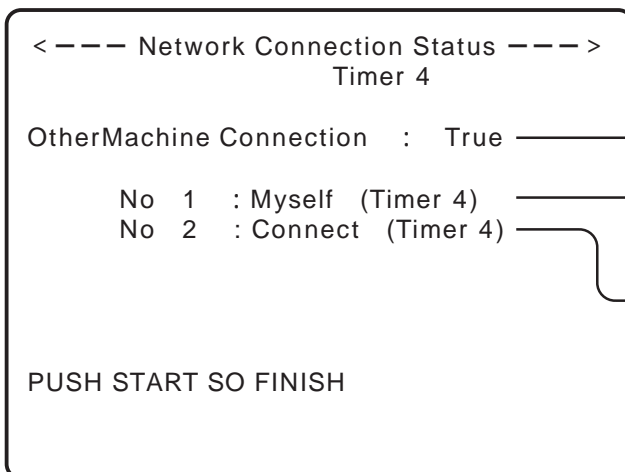 <––– Network Connection Status –––>
Timer 4
OtherMachine Connection : True
No 1 : Myself (Timer 4)
No 2 : Connect (Timer 4)
PUSH START SO FINISH